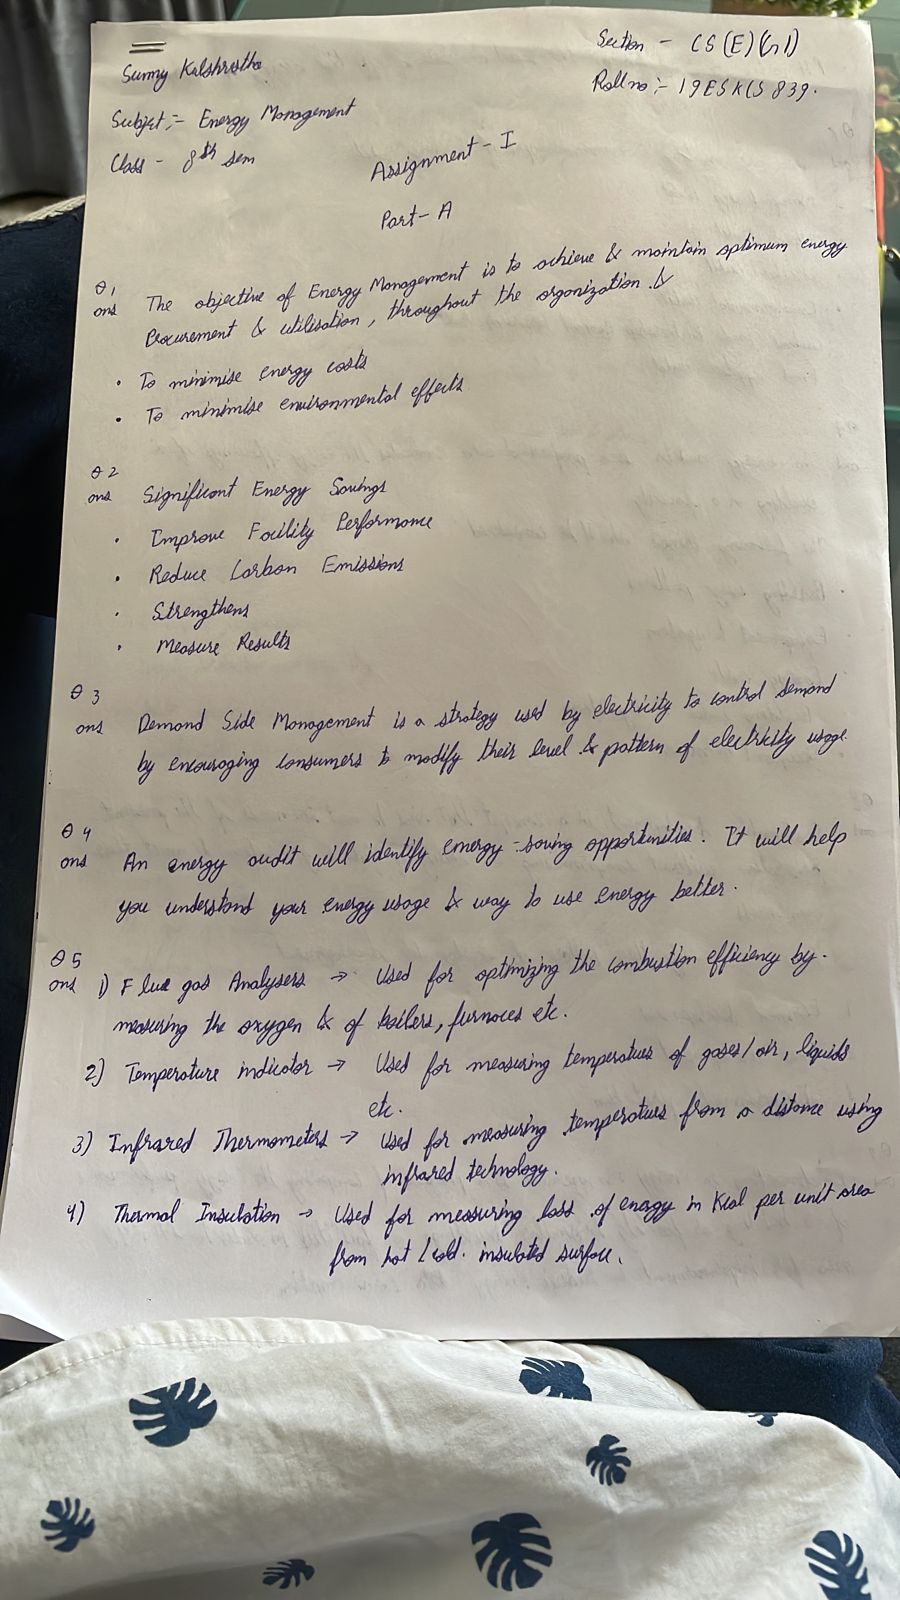 Sunny Kulshrestha
Section - CS(E)(G1)
Roll no :- 19ESKCS839.
Subject :- Energy Management
Class - 8th sem
Assignment - I
Part - A
Q1
ans The objective of Energy Management is to achieve & maintain optimum energy
procurement & utilisation, throughout the organization. &
• To minimise energy costs
• To minimise environmental effects
Q2
ans Significant Energy Savings
• Improve Facility Performance
• Reduce Carbon Emissions
• Strengthens
• Measure Results
Q3
ans Demand Side Management is a strategy used by electricity to control demand
by encouraging consumers to modify their level & pattern of electricity usage.
Q4
ans An energy audit will identify energy-saving opportunities. It will help
you understand your energy usage & way to use energy better.
Q5
ans 1) Flue gas Analysers → Used for optimizing the combustion efficiency by.
measuring the oxygen & of boilers, furnaces etc.
2) Temperature indicator → Used for measuring temperatues of gases/air, liquids
etc.
3) Infrared Thermometers → Used for measuring temperatues from a distance using
infrared technology.
4) Thermal Insulation → Used for measuring loss of energy in Kcal per unit area
from hot / cold. insulated surface.